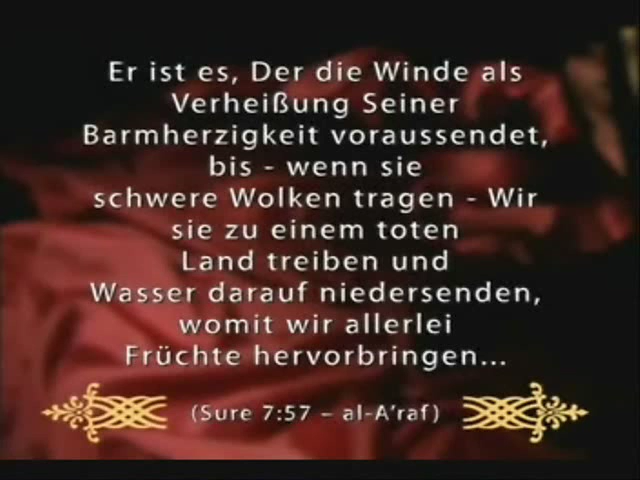 Er ist es, Der die Winde als
Verheißung Seiner
Barmherzigkeit voraussendet,
bis - wenn sie
schwere Wolken tragen - Wir
sie zu einem toten
Land treiben und
Wasser darauf niedersenden,
womit wir allerlei
Früchte hervorbringen...
(Sure 7:57 – al-A’raf)